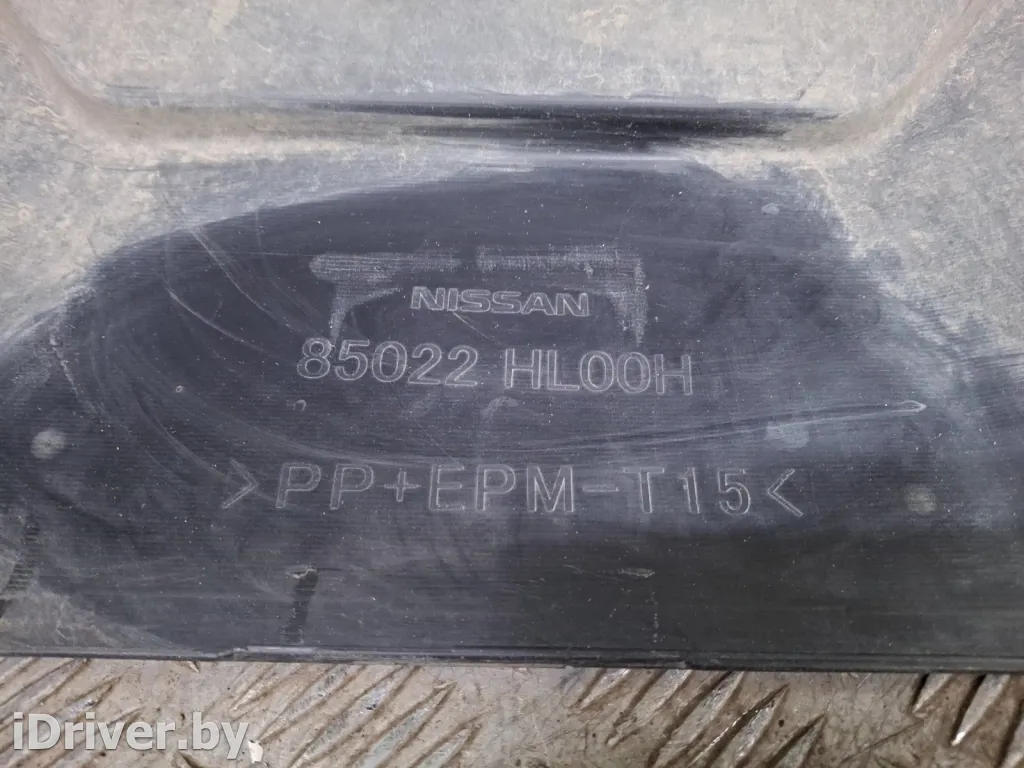 NISSAN
85022 HL00H
>PP+EPM-T15<
iDriver.by